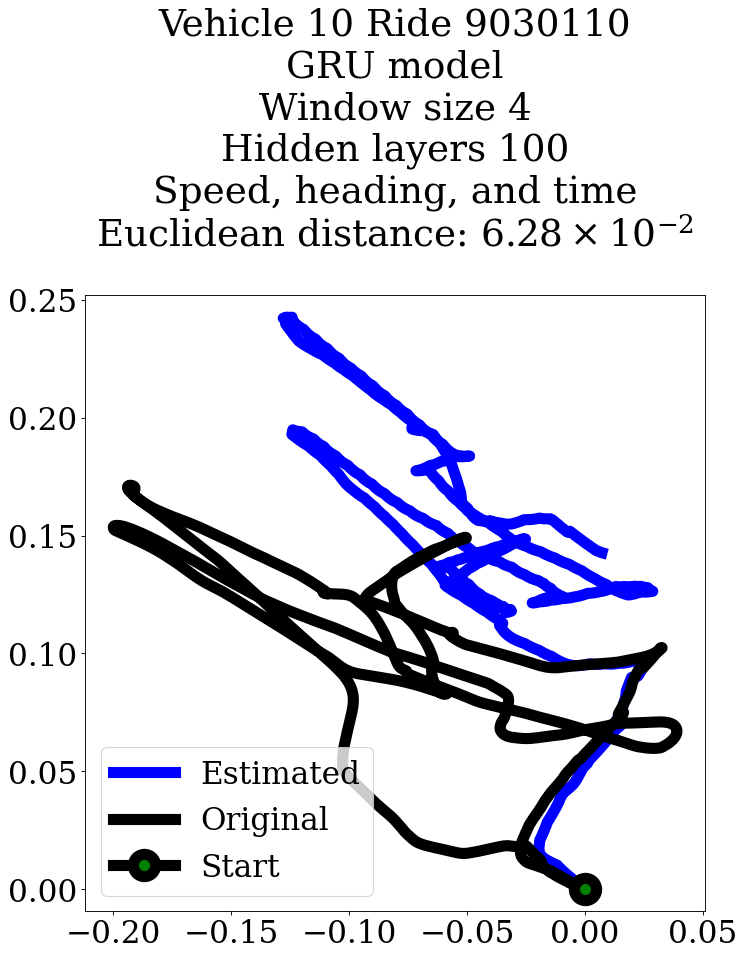 Vehicle 10 Ride 9030110
GRU model
Window size 4
Hidden layers 100
Speed, heading, and time
Euclidean distance: 6.28 × 10⁻²
0.25
0.20
0.15
0.10
0.05
0.00
Estimated
Original
Start
−0.20 −0.15 −0.10 −0.05 0.00 0.05